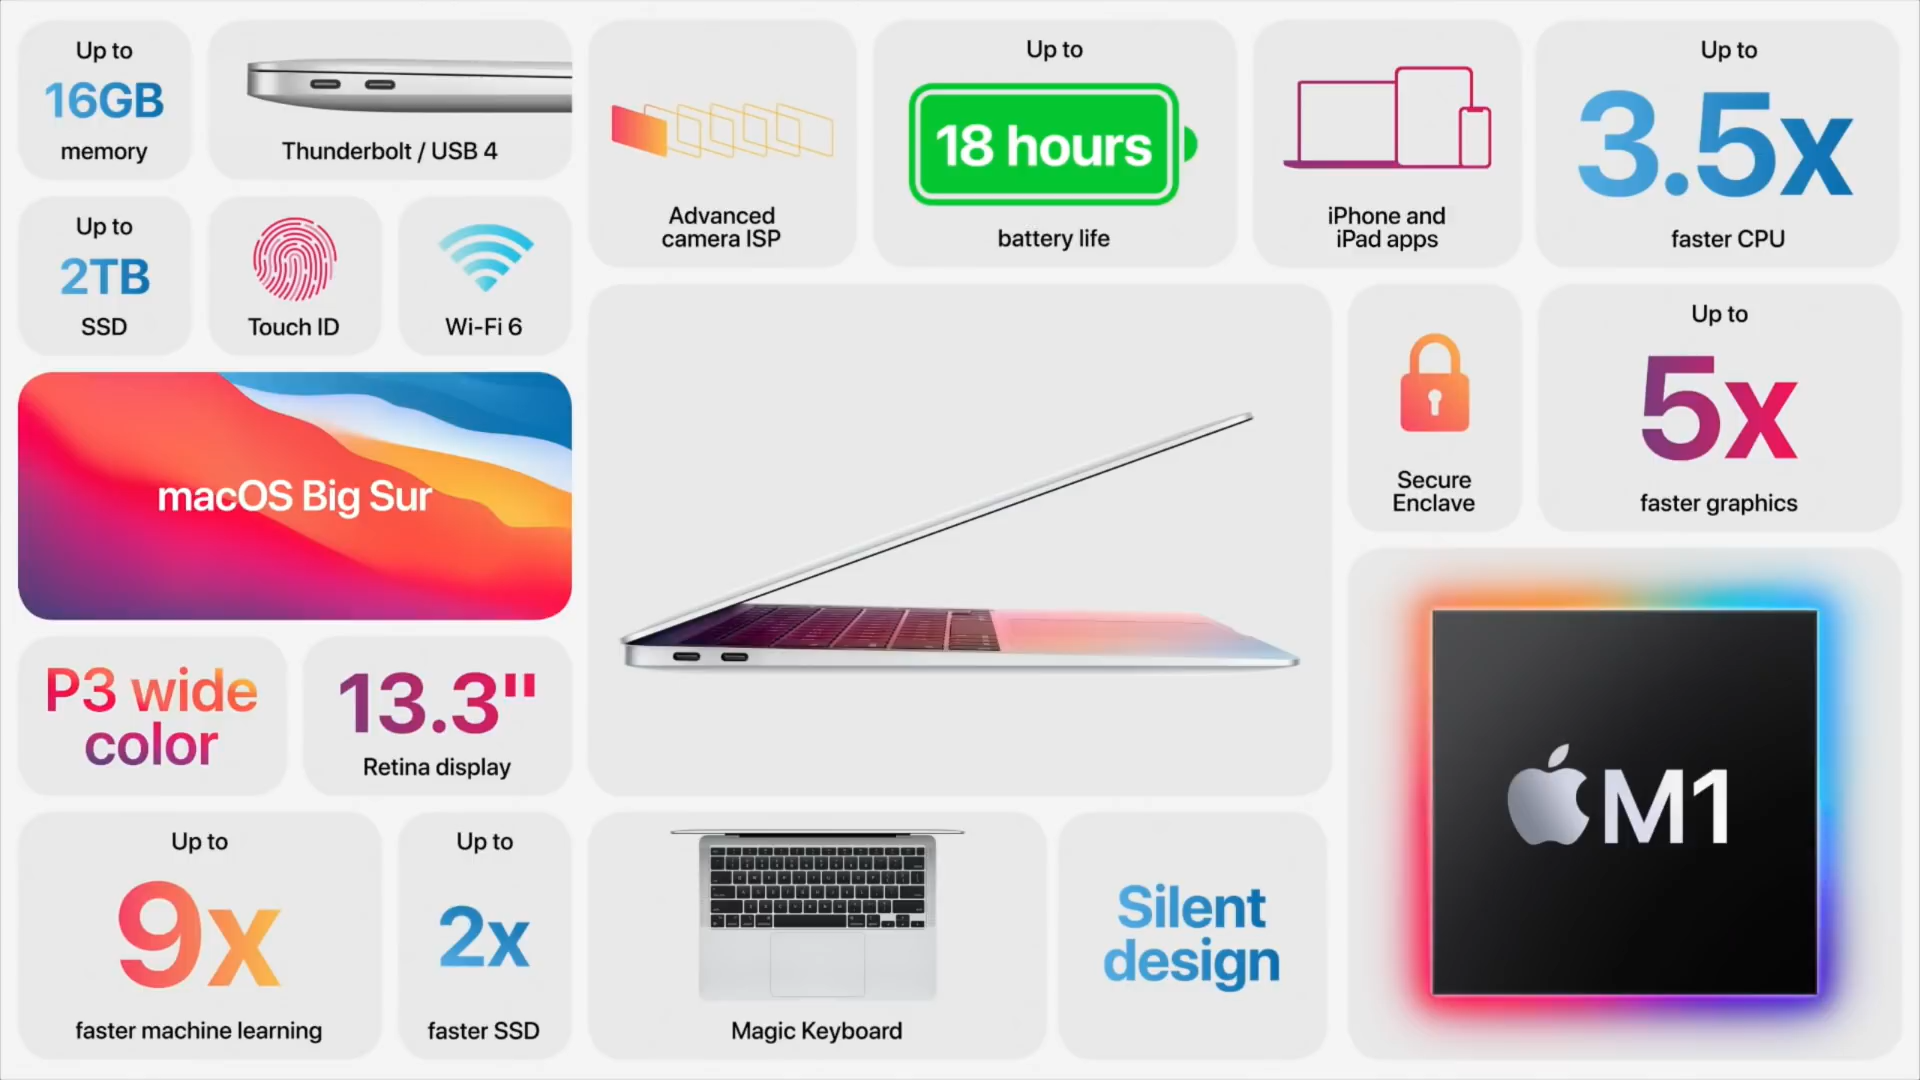 Up to
16GB
memory
Thunderbolt / USB 4
Advanced
camera ISP
Up to
18 hours
battery life
iPhone and
iPad apps
Up to
3.5x
faster CPU
Up to
2TB
SSD
Touch ID
Wi-Fi 6
macOS Big Sur
Secure
Enclave
Up to
5x
faster graphics
P3 wide
color
13.3"
Retina display
M1
Up to
9x
faster machine learning
Up to
2x
faster SSD
Magic Keyboard
Silent
design